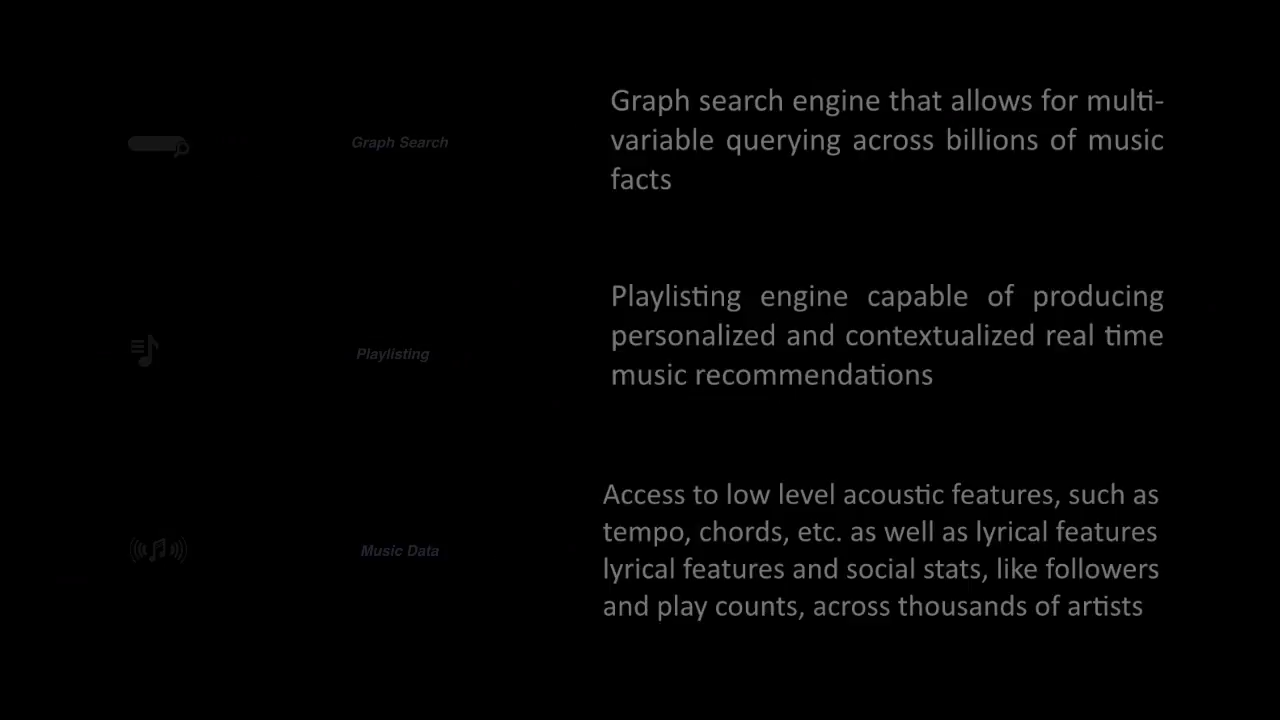 Graph Search
Graph search engine that allows for multi-
variable querying across billions of music
facts
Playlisting
Playlisting engine capable of producing
personalized and contextualized real time
music recommendations
Music Data
Access to low level acoustic features, such as
tempo, chords, etc. as well as lyrical features
lyrical features and social stats, like followers
and play counts, across thousands of artists